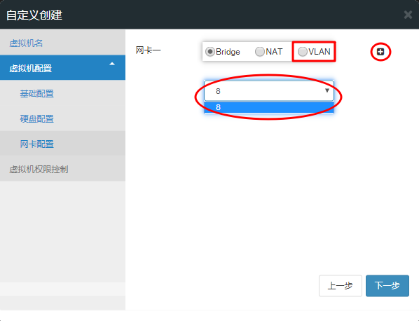 自定义创建
虚拟机名
虚拟机配置
基础配置
硬盘配置
网卡配置
虚拟机权限控制
网卡一 Bridge NAT VLAN
8
8
上一步 下一步